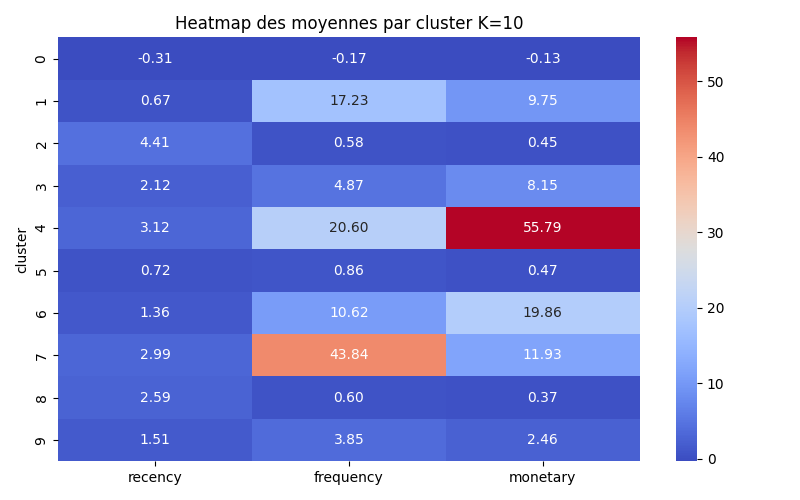 Heatmap des moyennes par cluster K=10
0 -0.31 -0.17 -0.13
1 0.67 17.23 9.75
2 4.41 0.58 0.45
3 2.12 4.87 8.15
4 3.12 20.60 55.79
5 0.72 0.86 0.47
6 1.36 10.62 19.86
7 2.99 43.84 11.93
8 2.59 0.60 0.37
9 1.51 3.85 2.46
cluster
recency frequency monetary
50
40
30
20
10
0